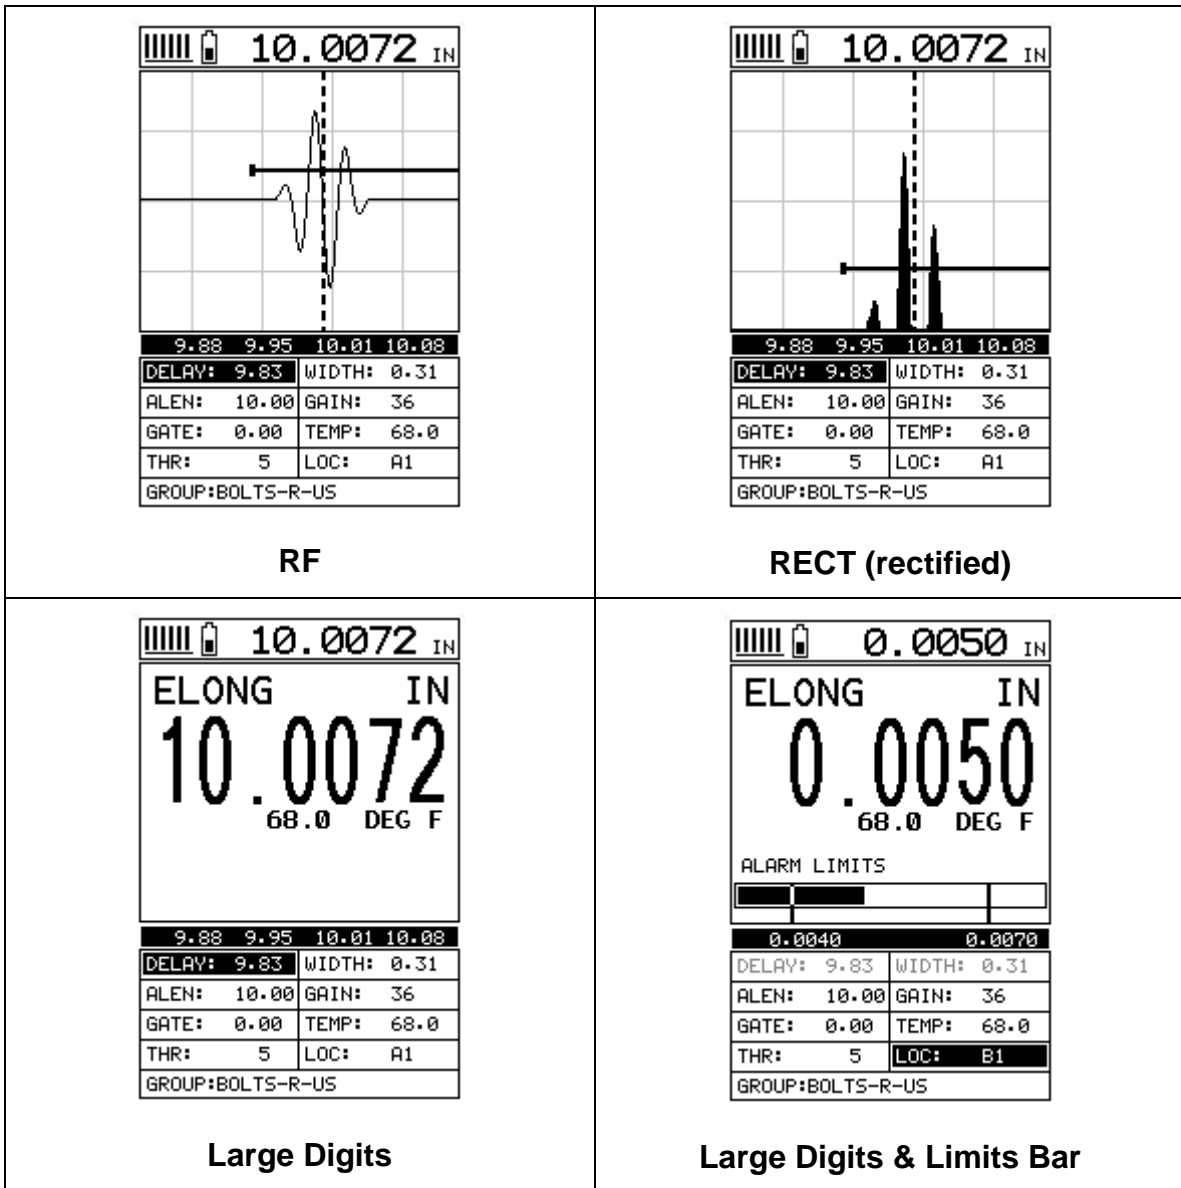 10.0072 IN
9.88 9.95 10.01 10.08
DELAY: 9.83 WIDTH: 0.31
ALEN: 10.00 GAIN: 36
GATE: 0.00 TEMP: 68.0
THR: 5 LOC: A1
GROUP:BOLTS-R-US
RF
10.0072 IN
9.88 9.95 10.01 10.08
DELAY: 9.83 WIDTH: 0.31
ALEN: 10.00 GAIN: 36
GATE: 0.00 TEMP: 68.0
THR: 5 LOC: A1
GROUP:BOLTS-R-US
RECT (rectified)
10.0072 IN
ELONG IN
10.0072
68.0 DEG F
9.88 9.95 10.01 10.08
DELAY: 9.83 WIDTH: 0.31
ALEN: 10.00 GAIN: 36
GATE: 0.00 TEMP: 68.0
THR: 5 LOC: A1
GROUP:BOLTS-R-US
Large Digits
0.0050 IN
ELONG IN
0.0050
68.0 DEG F
ALARM LIMITS
0.0040 0.0070
DELAY: 9.83 WIDTH: 0.31
ALEN: 10.00 GAIN: 36
GATE: 0.00 TEMP: 68.0
THR: 5 LOC: B1
GROUP:BOLTS-R-US
Large Digits & Limits Bar